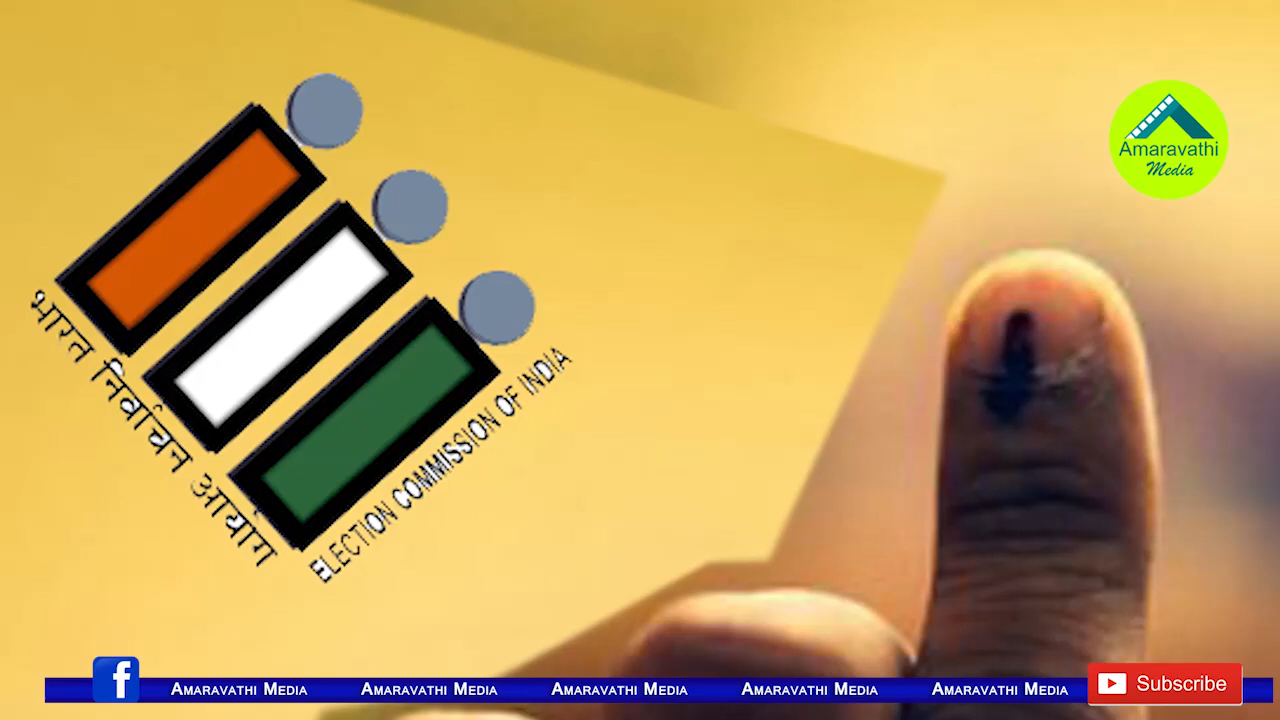 Amaravathi
Media
भारत निर्वाचन आयोग
ELECTION COMMISSION OF INDIA
f AMARAVATHI MEDIA AMARAVATHI MEDIA AMARAVATHI MEDIA AMARAVATHI MEDIA AMARAVATHI MEDIA Subscribe